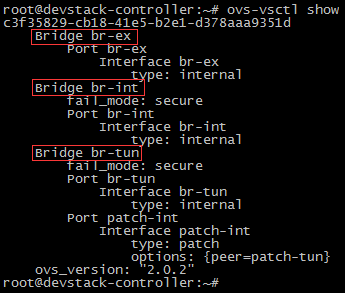 root@devstack-controller:~# ovs-vsctl show
c3f35829-cb18-41e5-b2e1-d378aaa9351d
Bridge br-ex
Port br-ex
Interface br-ex
type: internal
Bridge br-int
fail_mode: secure
Port br-int
Interface br-int
type: internal
Bridge br-tun
fail_mode: secure
Port br-tun
Interface br-tun
type: internal
Port patch-int
Interface patch-int
type: patch
options: {peer=patch-tun}
ovs_version: "2.0.2"
root@devstack-controller:~#